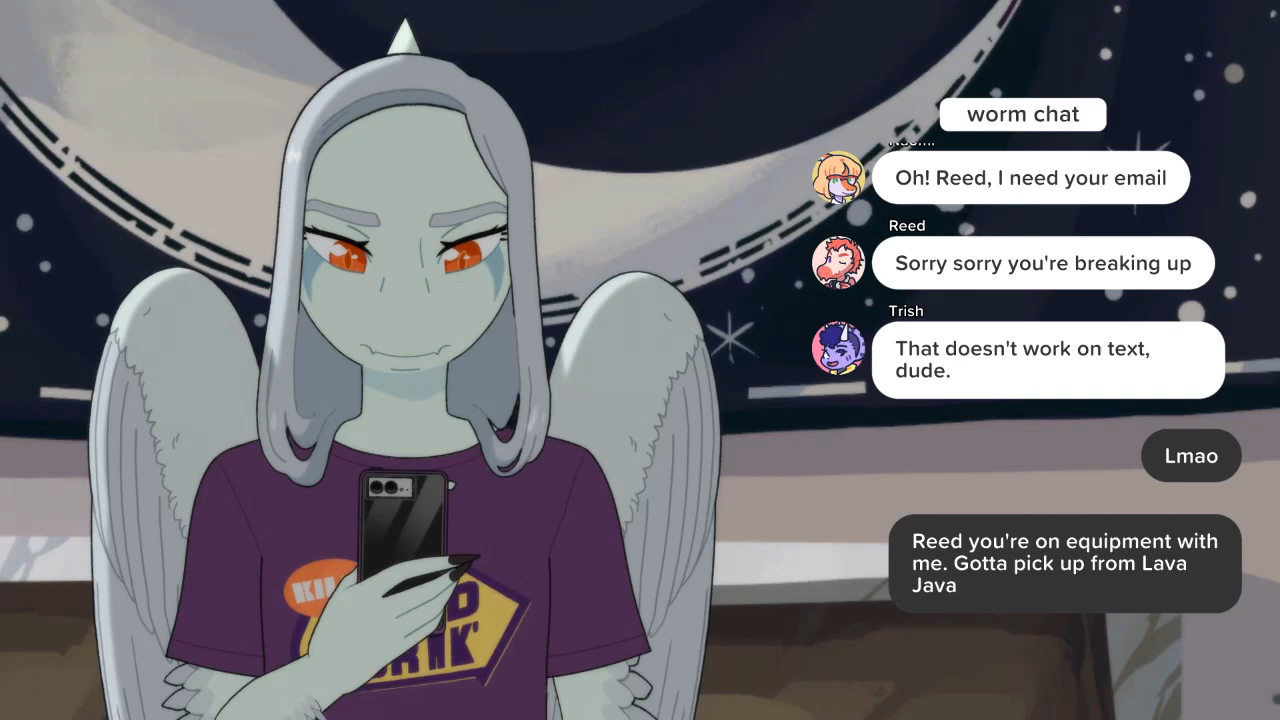 worm chat
Oh! Reed, I need your email
Reed
Sorry sorry you're breaking up
Trish
That doesn't work on text,
dude.
Lmao
Reed you're on equipment with
me. Gotta pick up from Lava
Java